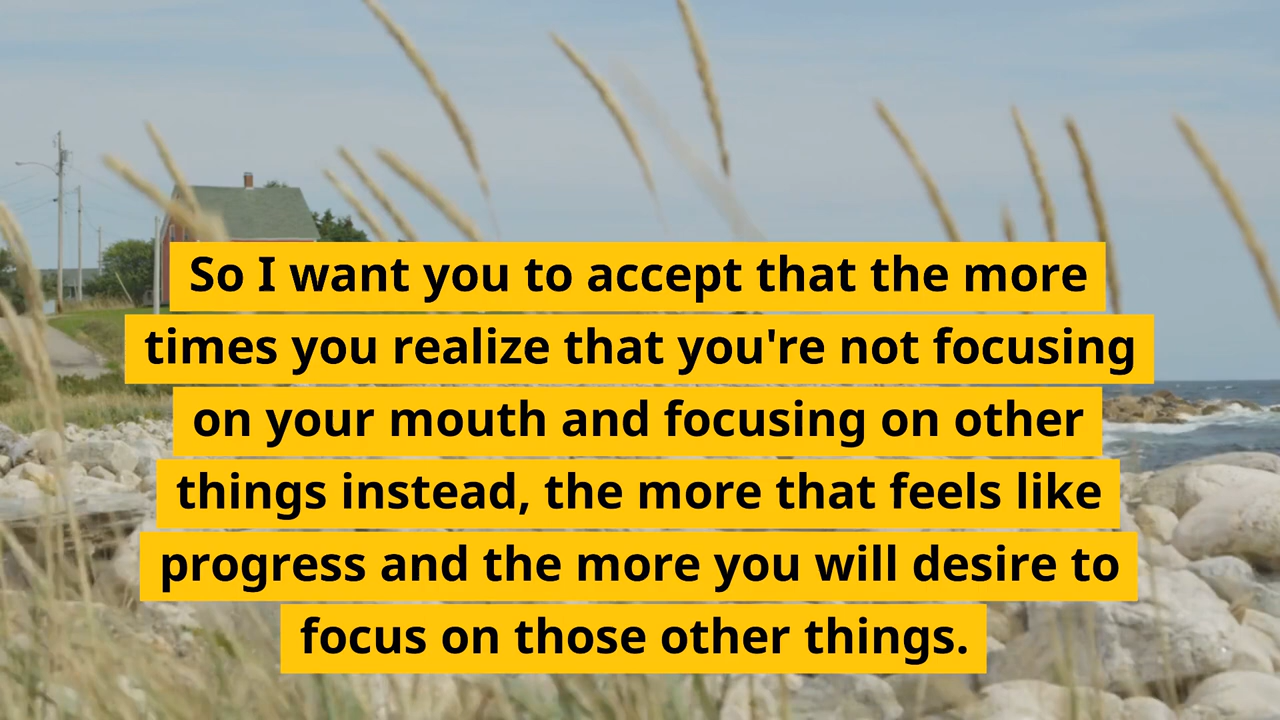 So I want you to accept that the more
times you realize that you're not focusing
on your mouth and focusing on other
things instead, the more that feels like
progress and the more you will desire to
focus on those other things.